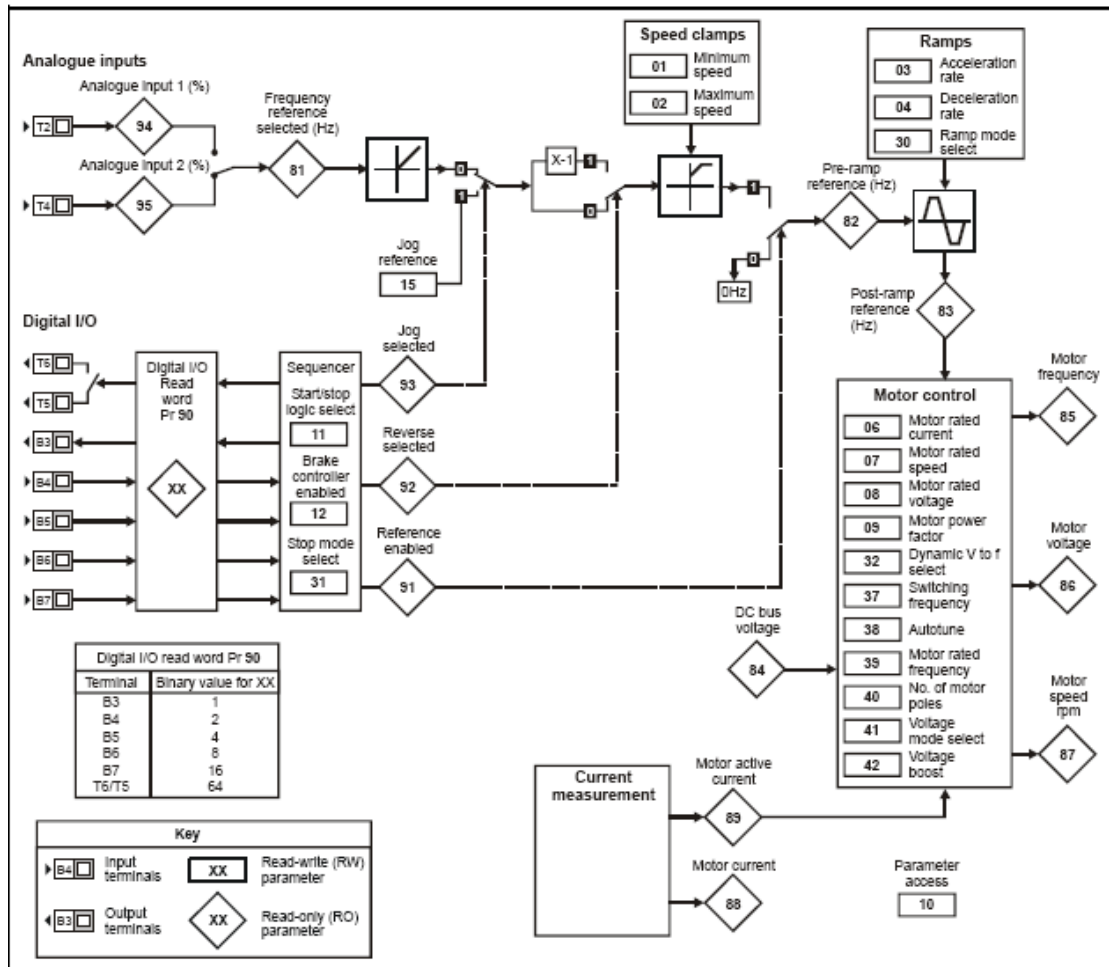 Analogue inputs
Analogue input 1 (%)
T2
94
Analogue input 2 (%)
T4
95
Frequency
reference
selected (Hz)
81
0
1
Jog
reference
15
X-1
1
0
Speed clamps
01
Minimum
speed
02
Maximum
speed
1
0
0Hz
Pre-ramp
reference (Hz)
82
Ramps
03
Acceleration
rate
04
Deceleration
rate
30
Ramp mode
select
Post-ramp
reference
(Hz)
83
Digital I/O
T6
T5
B3
B4
B5
B6
B7
Digital I/O
Read
word
Pr 90
XX
Sequencer
Start/stop
logic select
11
Brake
controller
enabled
12
Stop mode
select
31
Jog
selected
93
Reverse
selected
92
Reference
enabled
91
Motor control
06
Motor rated
current
07
Motor rated
speed
08
Motor rated
voltage
09
Motor power
factor
32
Dynamic V to f
select
37
Switching
frequency
38
Autotune
39
Motor rated
frequency
40
No. of motor
poles
41
Voltage
mode select
42
Voltage
boost
Motor
frequency
85
Motor
voltage
86
Motor
speed
rpm
87
DC bus
voltage
84
Digital I/O read word Pr 90
Terminal Binary value for XX
B3 1
B4 2
B5 4
B6 8
B7 16
T6/T5 64
Current
measurement
Motor active
current
89
Motor current
88
Parameter
access
10
Key
B4
Input
terminals
XX
Read-write (RW)
parameter
B3
Output
terminals
XX
Read-only (RO)
parameter